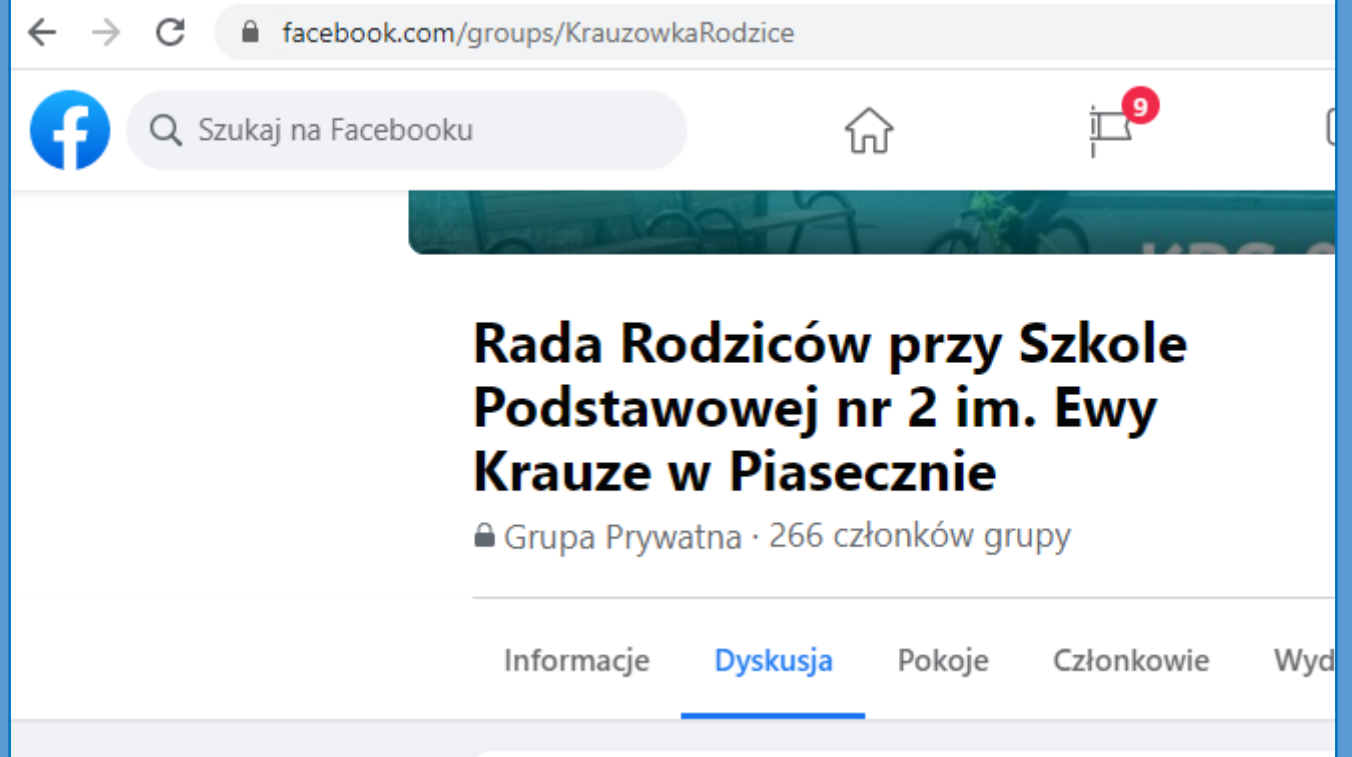 facebook.com/groups/KrauzowkaRodzice
Szukaj na Facebooku
9
Rada Rodziców przy Szkole
Podstawowej nr 2 im. Ewy
Krauze w Piasecznie
Grupa Prywatna · 266 członków grupy
Informacje Dyskusja Pokoje Członkowie Wyd